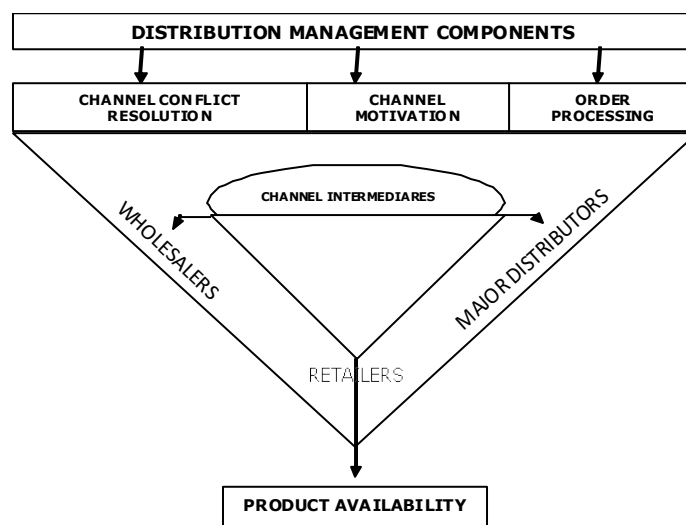 DISTRIBUTION MANAGEMENT COMPONENTS
CHANNEL CONFLICT
RESOLUTION
CHANNEL
MOTIVATION
ORDER
PROCESSING
CHANNEL INTERMEDIARES
WHOLESALERS
MAJOR DISTRIBUTORS
RETAILERS
PRODUCT AVAILABILITY